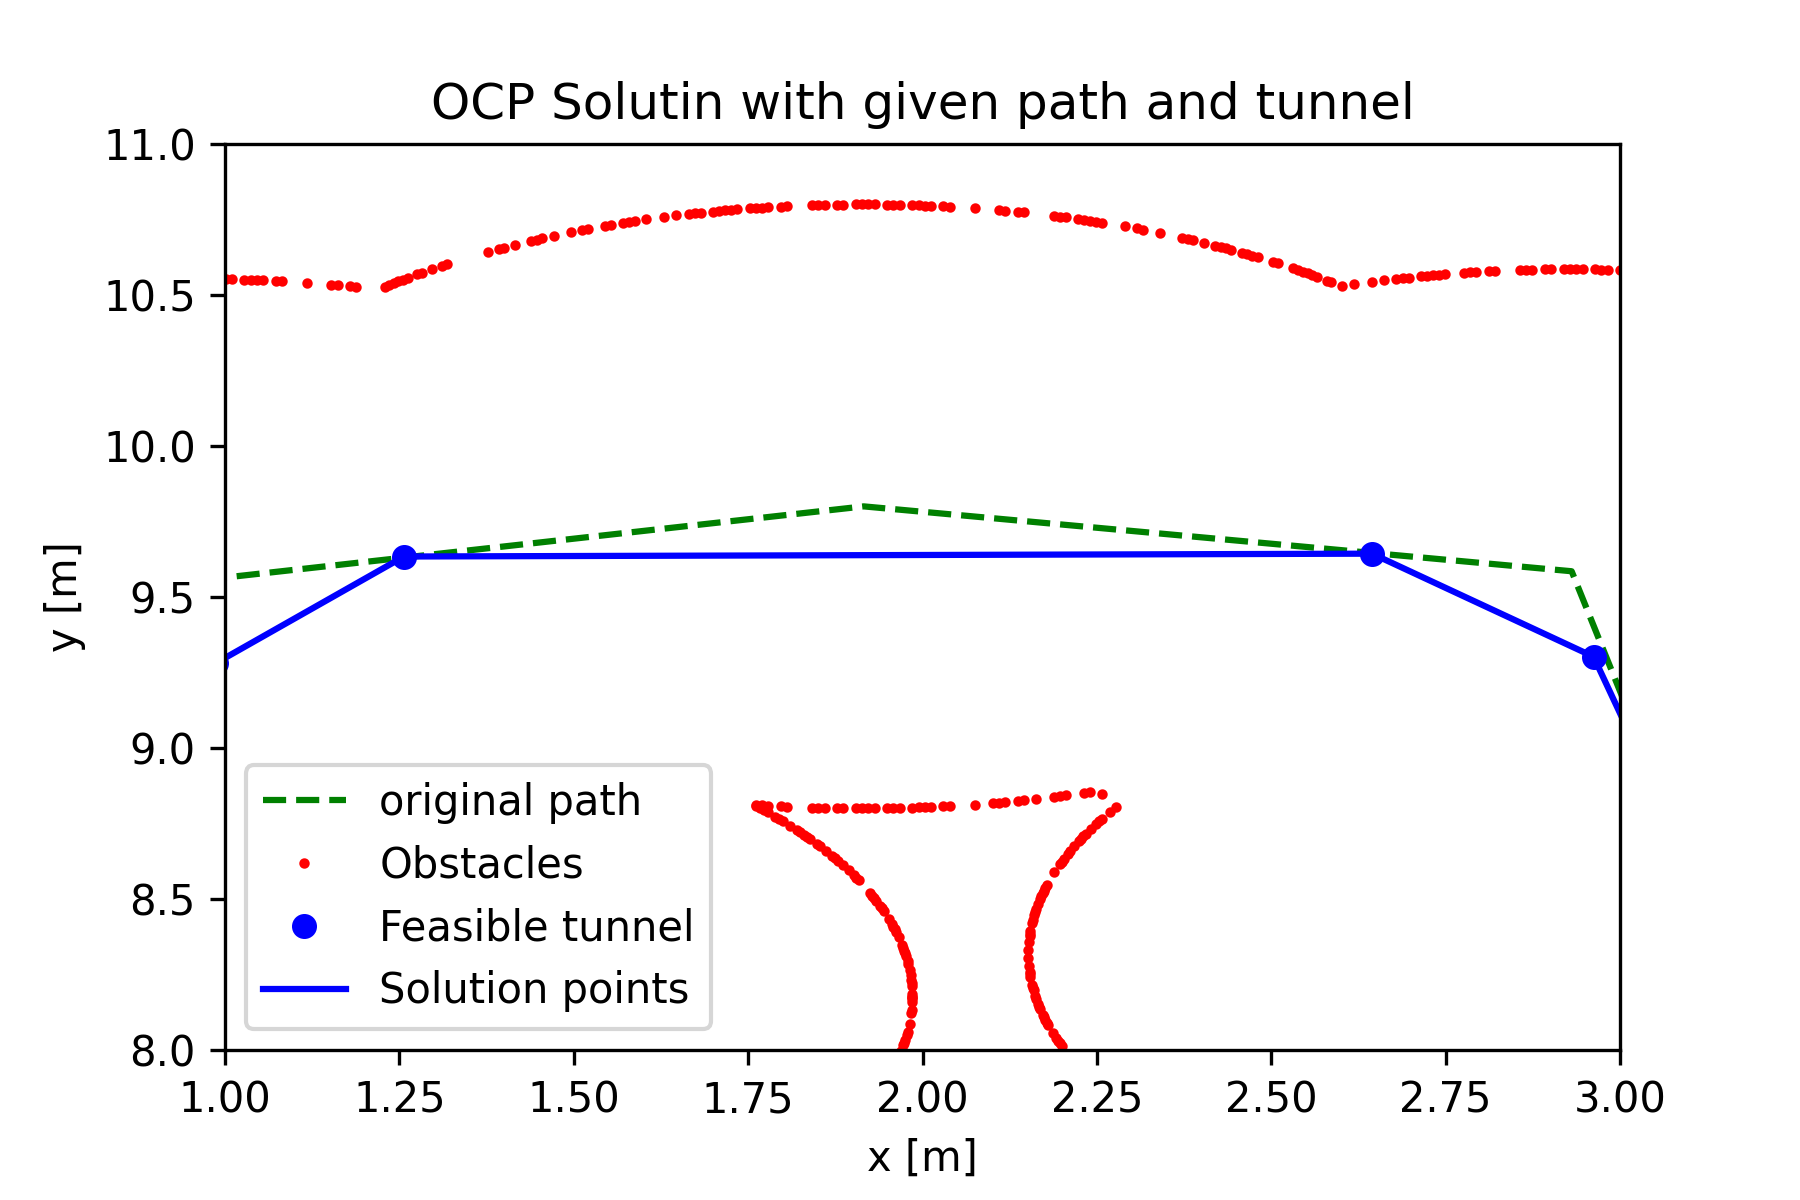 OCP Solutin with given path and tunnel
11.0
10.5
10.0
9.5
9.0
8.5
8.0
y [m]
original path
Obstacles
Feasible tunnel
Solution points
1.00 1.25 1.50 1.75 2.00 2.25 2.50 2.75 3.00
x [m]